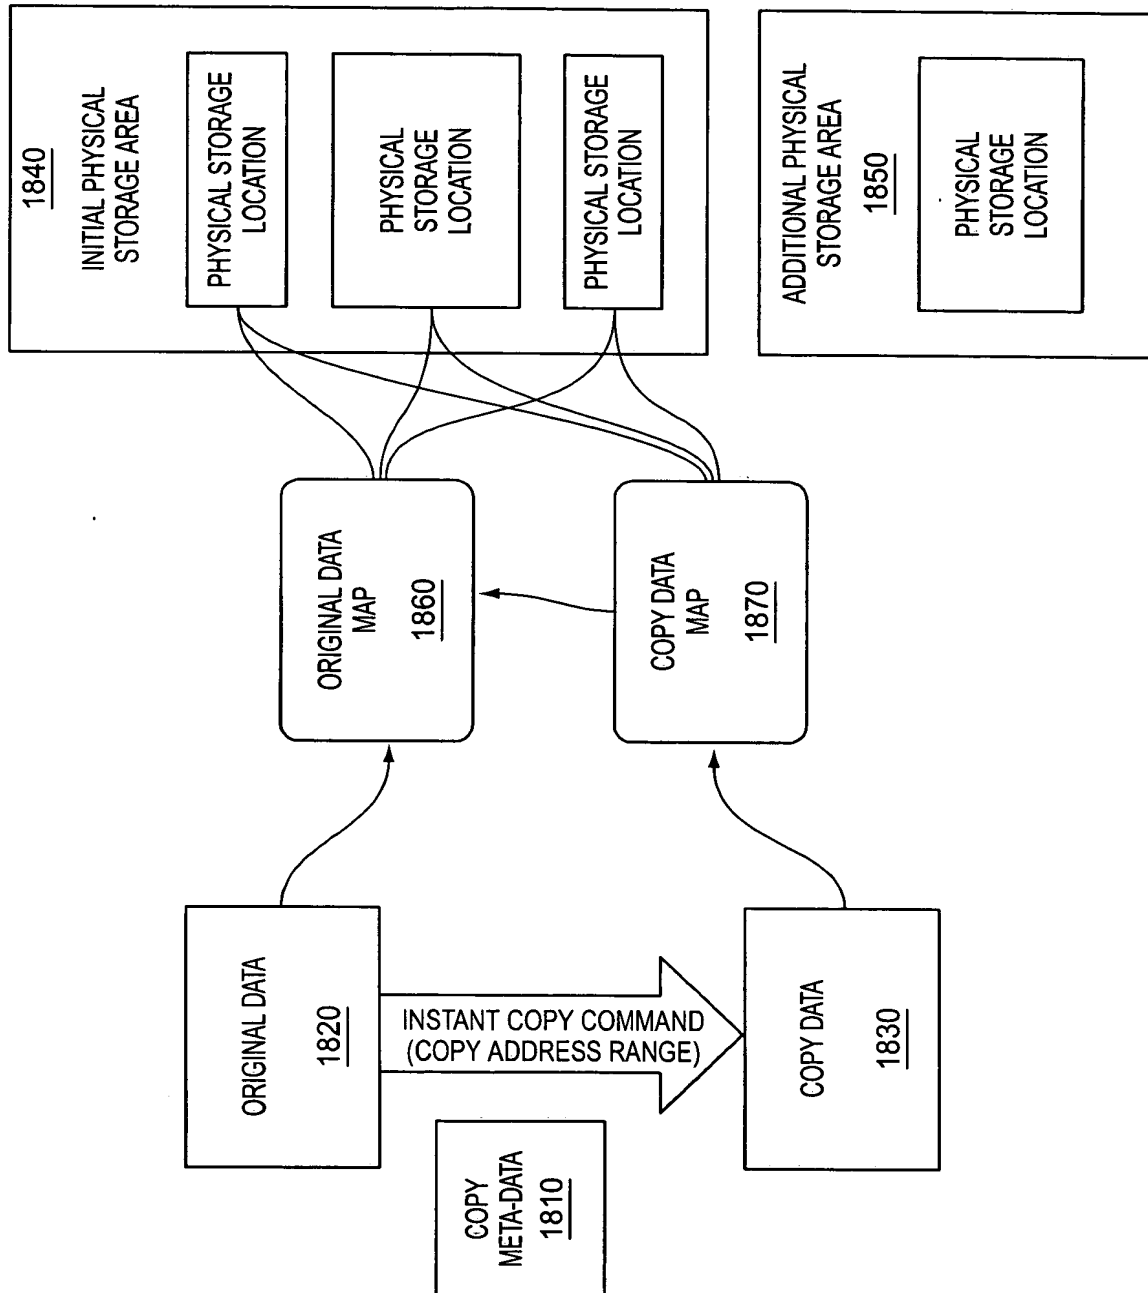 COPY
META-DATA
1810
ORIGINAL DATA
1820
INSTANT COPY COMMAND
(COPY ADDRESS RANGE)
COPY DATA
1830
ORIGINAL DATA
MAP
1860
COPY DATA
MAP
1870
1840
INITIAL PHYSICAL
STORAGE AREA
PHYSICAL STORAGE
LOCATION
PHYSICAL
STORAGE
LOCATION
PHYSICAL STORAGE
LOCATION
ADDITIONAL PHYSICAL
STORAGE AREA
1850
PHYSICAL
STORAGE
LOCATION